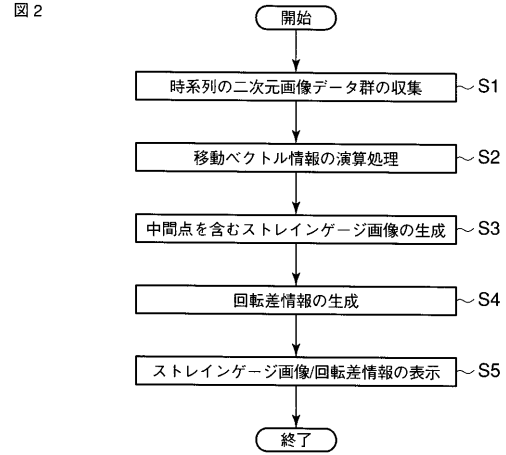 図2
開始
時系列の二次元画像データ群の収集 S1
移動ベクトル情報の演算処理 S2
中間点を含むストレインゲージ画像の生成 S3
回転差情報の生成 S4
ストレインゲージ画像/回転差情報の表示 S5
終了